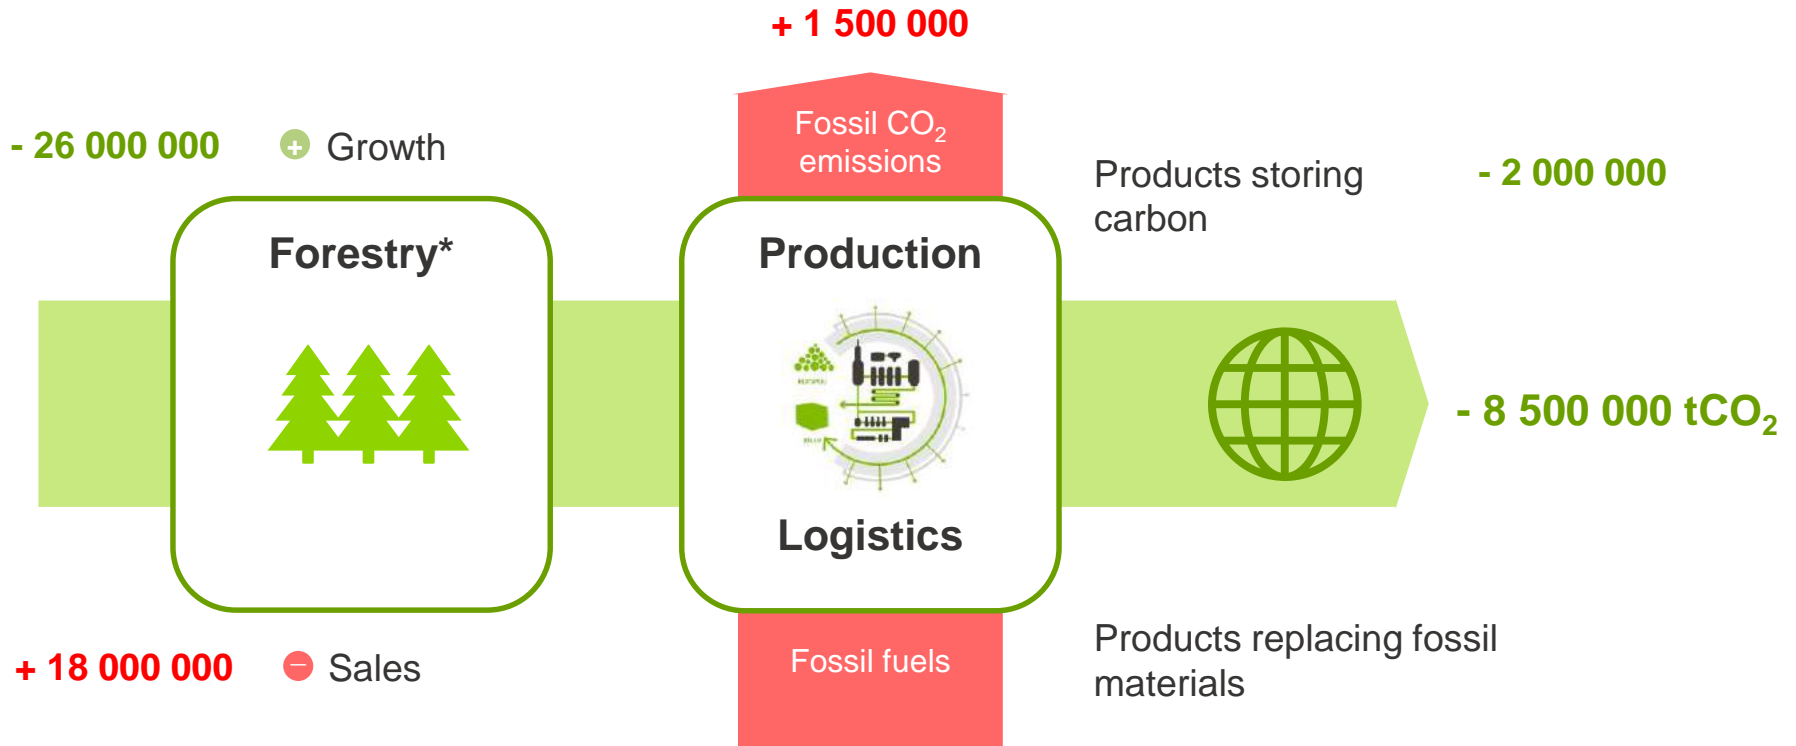 + 1 500 000
Fossil CO₂
emissions
- 26 000 000
+ Growth
Products storing
carbon
- 2 000 000
Forestry*
Production
- 8 500 000 tCO₂
Logistics
+ 18 000 000
− Sales
Fossil fuels
Products replacing fossil
materials